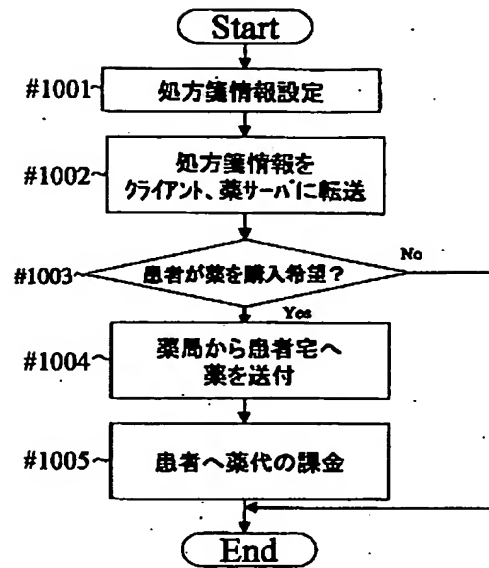 Start
#1001
処方箋情報設定
#1002
処方箋情報を
クライアント、薬サーバに転送
#1003
患者が薬を購入希望?
No
Yes
#1004
薬局から患者宅へ
薬を送付
#1005
患者へ薬代の課金
End